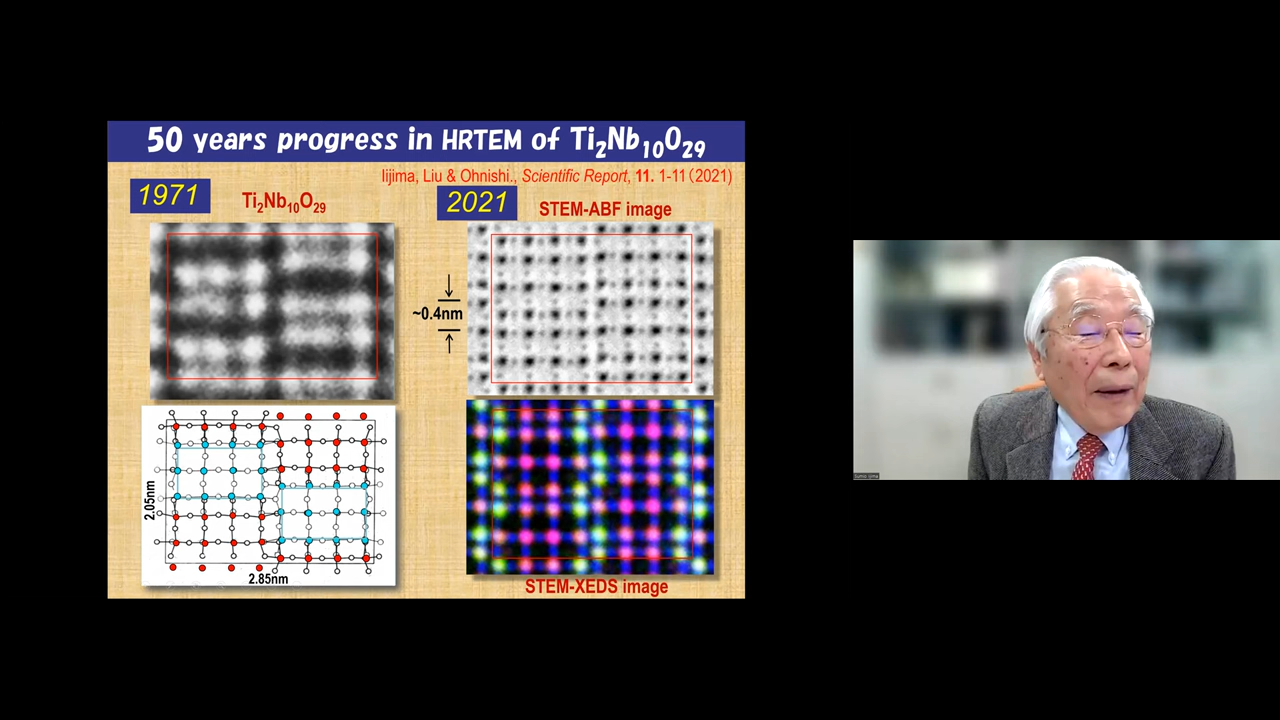 50 years progress in HRTEM of Ti₂Nb₁₀O₂₉
Iijima, Liu & Ohnishi., Scientific Report, 11. 1-11 (2021)
1971
Ti₂Nb₁₀O₂₉
2021
STEM-ABF image
~0.4nm
2.05nm
2.85nm
STEM-XEDS image